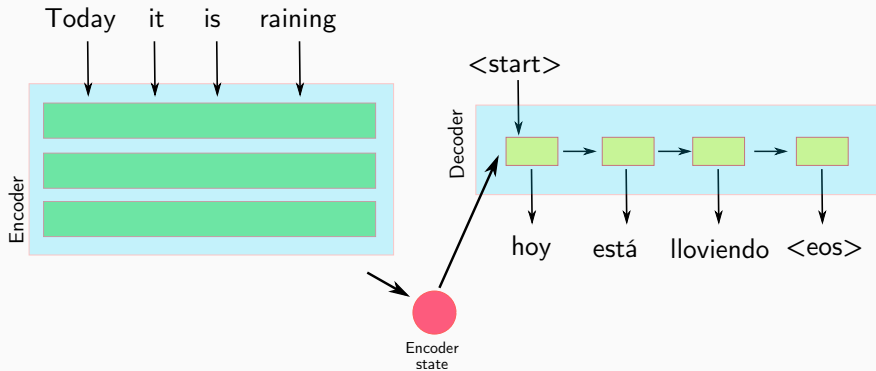 Today it is raining
Encoder
<start>
Decoder
hoy está lloviendo <eos>
Encoder
state